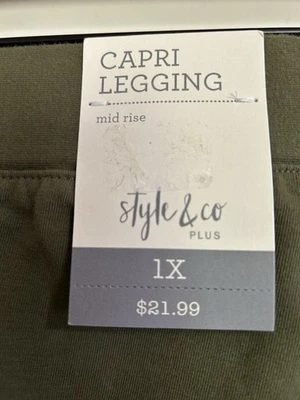 CAPRI
LEGGING
mid rise
style & co
PLUS
1X
$21.99